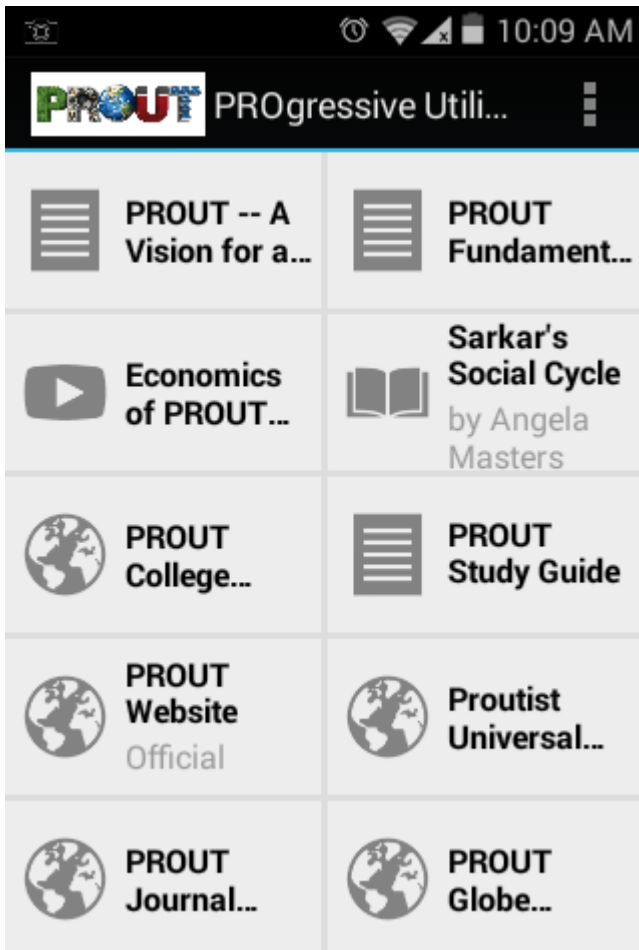 10:09 AM
PROUT PROgressive Utili...
PROUT -- A
Vision for a...
PROUT
Fundament...
Economics
of PROUT...
Sarkar's
Social Cycle
by Angela
Masters
PROUT
College...
PROUT
Study Guide
PROUT
Website
Official
Proutist
Universal...
PROUT
Journal...
PROUT
Globe...